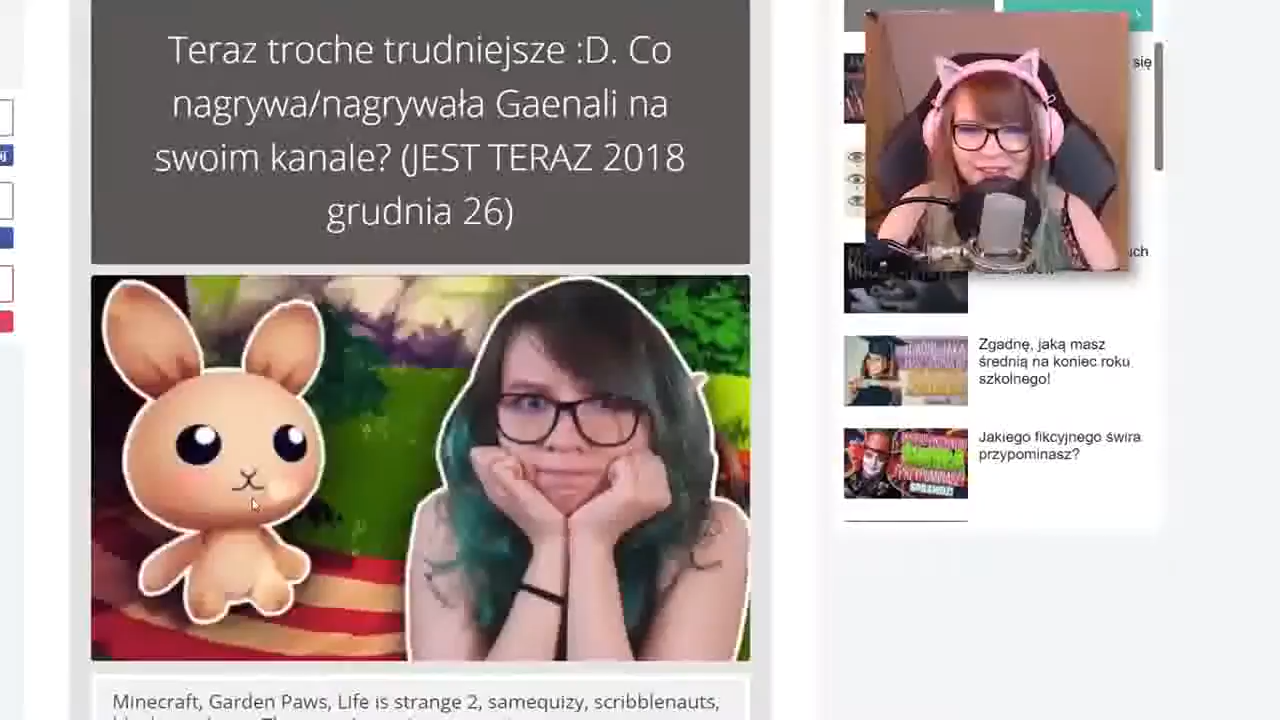 Teraz troche trudniejsze :D. Co
nagrywa/nagrywała Gaenali na
swoim kanale? (JEST TERAZ 2018
grudnia 26)
Minecraft, Garden Paws, Life is strange 2, samequizy, scribblenauts,
się
Zgadnę, jaką masz
średnią na koniec roku
szkolnego!
Jakiego fikcyjnego świra
przypominasz?